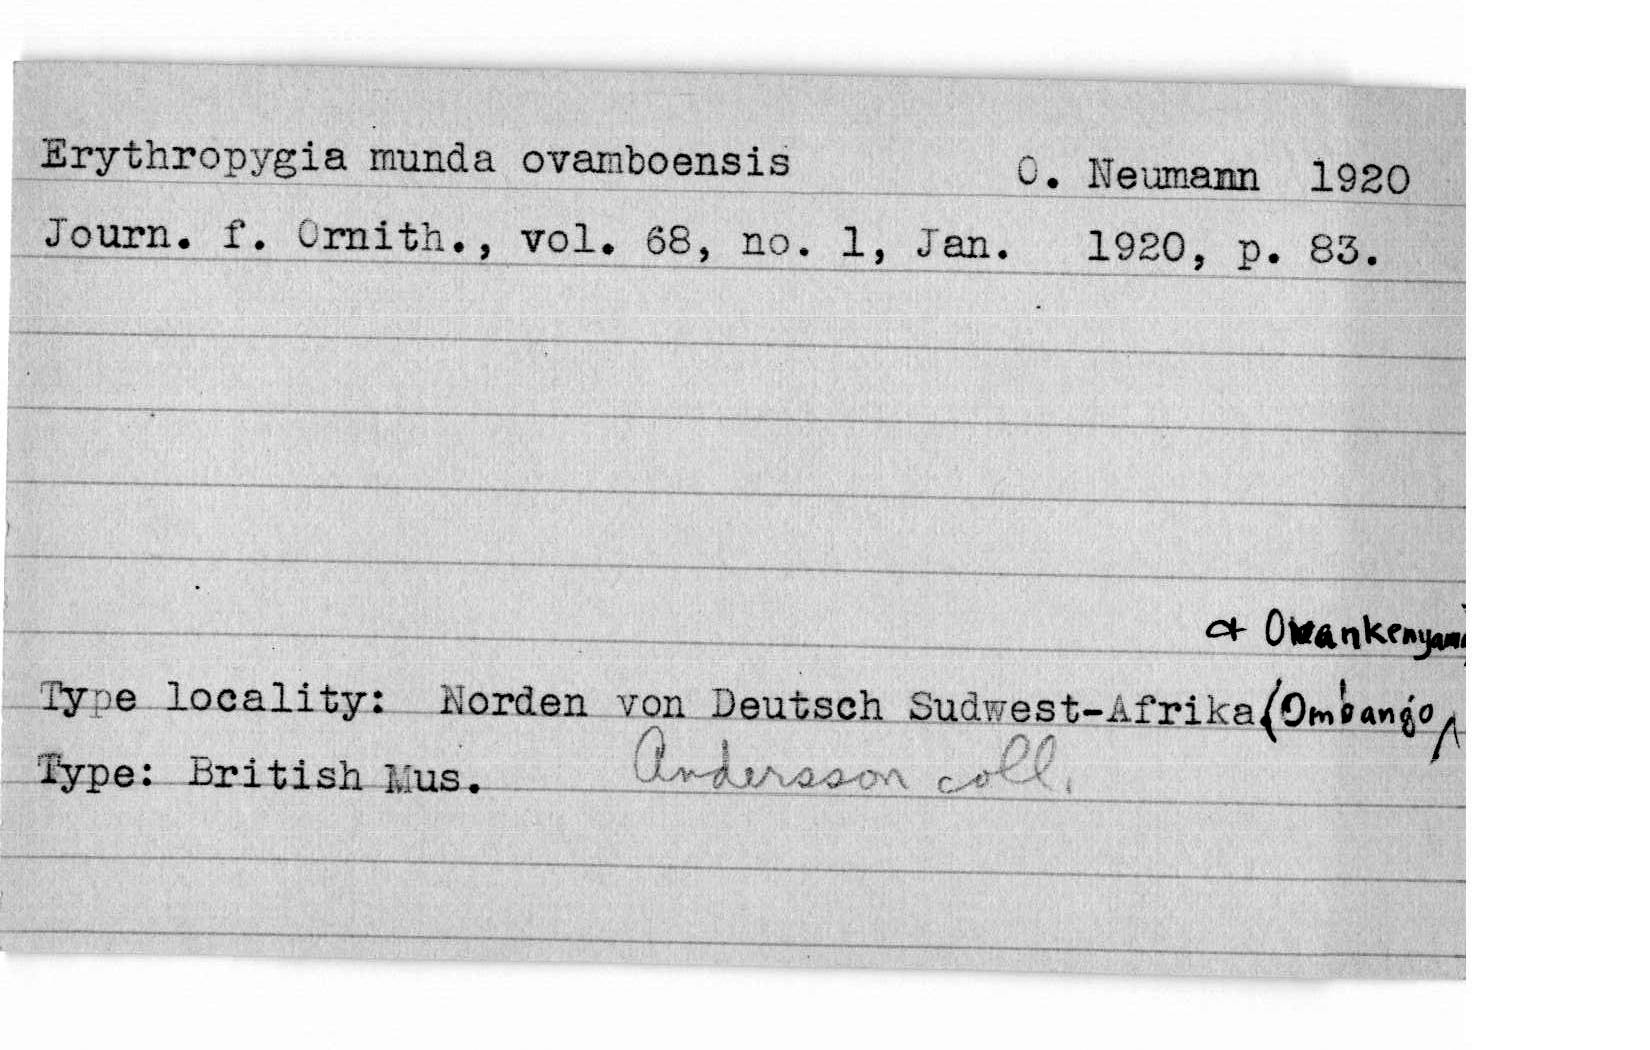 Erythropygia munda ovamboensis O. Neumann 1920
Journ. f. Ornith., vol. 68, no. 1, Jan. 1920, p. 83.
Type locality: Norden von Deutsch Sudwest-Afrika (Ombango
Type: British Mus. Andersson coll.